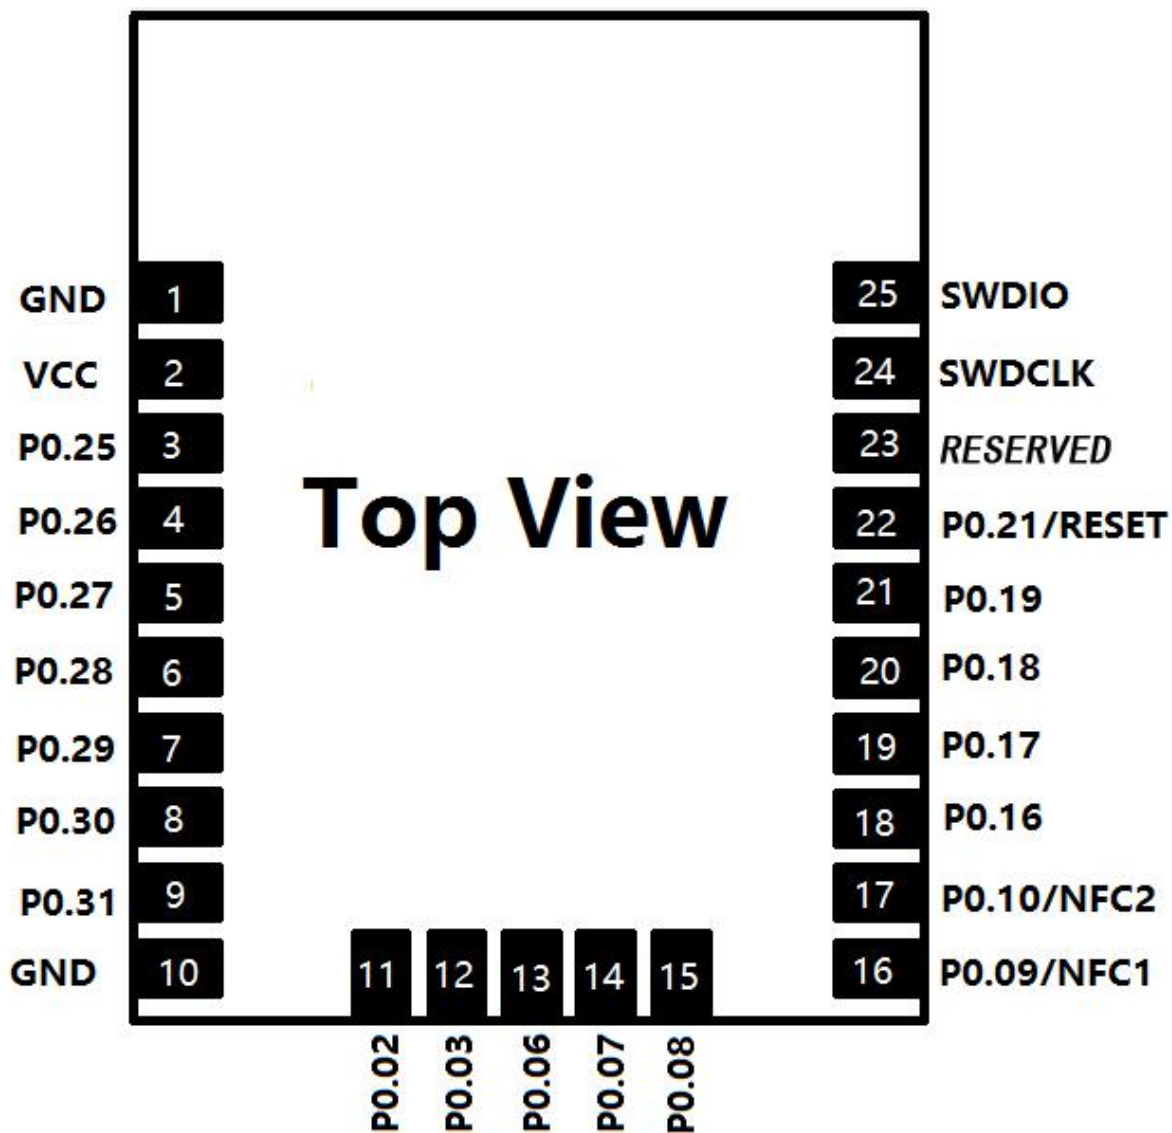 GND 1 25 SWDIO
VCC 2 24 SWDCLK
P0.25 3 23 RESERVED
Top View
P0.26 4 22 P0.21/RESET
P0.27 5 21 P0.19
P0.28 6 20 P0.18
P0.29 7 19 P0.17
P0.30 8 18 P0.16
P0.31 9 17 P0.10/NFC2
GND 10 11 12 13 14 15 16 P0.09/NFC1
P0.02 P0.03 P0.06 P0.07 P0.08